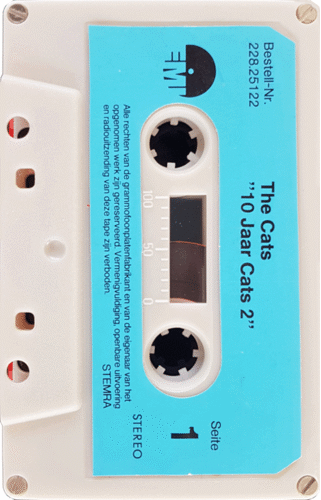 Bestell-Nr.
228.25122
The Cats
"10 Jaar Cats 2"
EMI
100 50 0
Seite
1
STEREO
Alle rechten van de grammofoonplatenfabrikant en van de eigenaar van het
opgenomen werk zijn gereserveerd. Vermenigvuldiging, openbare uitvoering
en radiouitzending van deze tape zijn verboden.
STEMRA